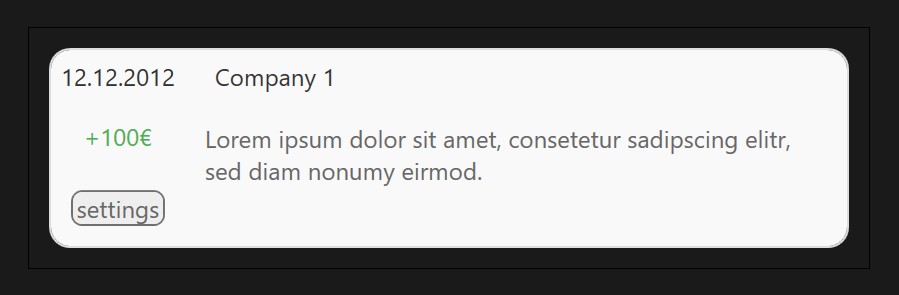 12.12.2012 Company 1
+100€
Lorem ipsum dolor sit amet, consetetur sadipscing elitr,
sed diam nonumy eirmod.
settings